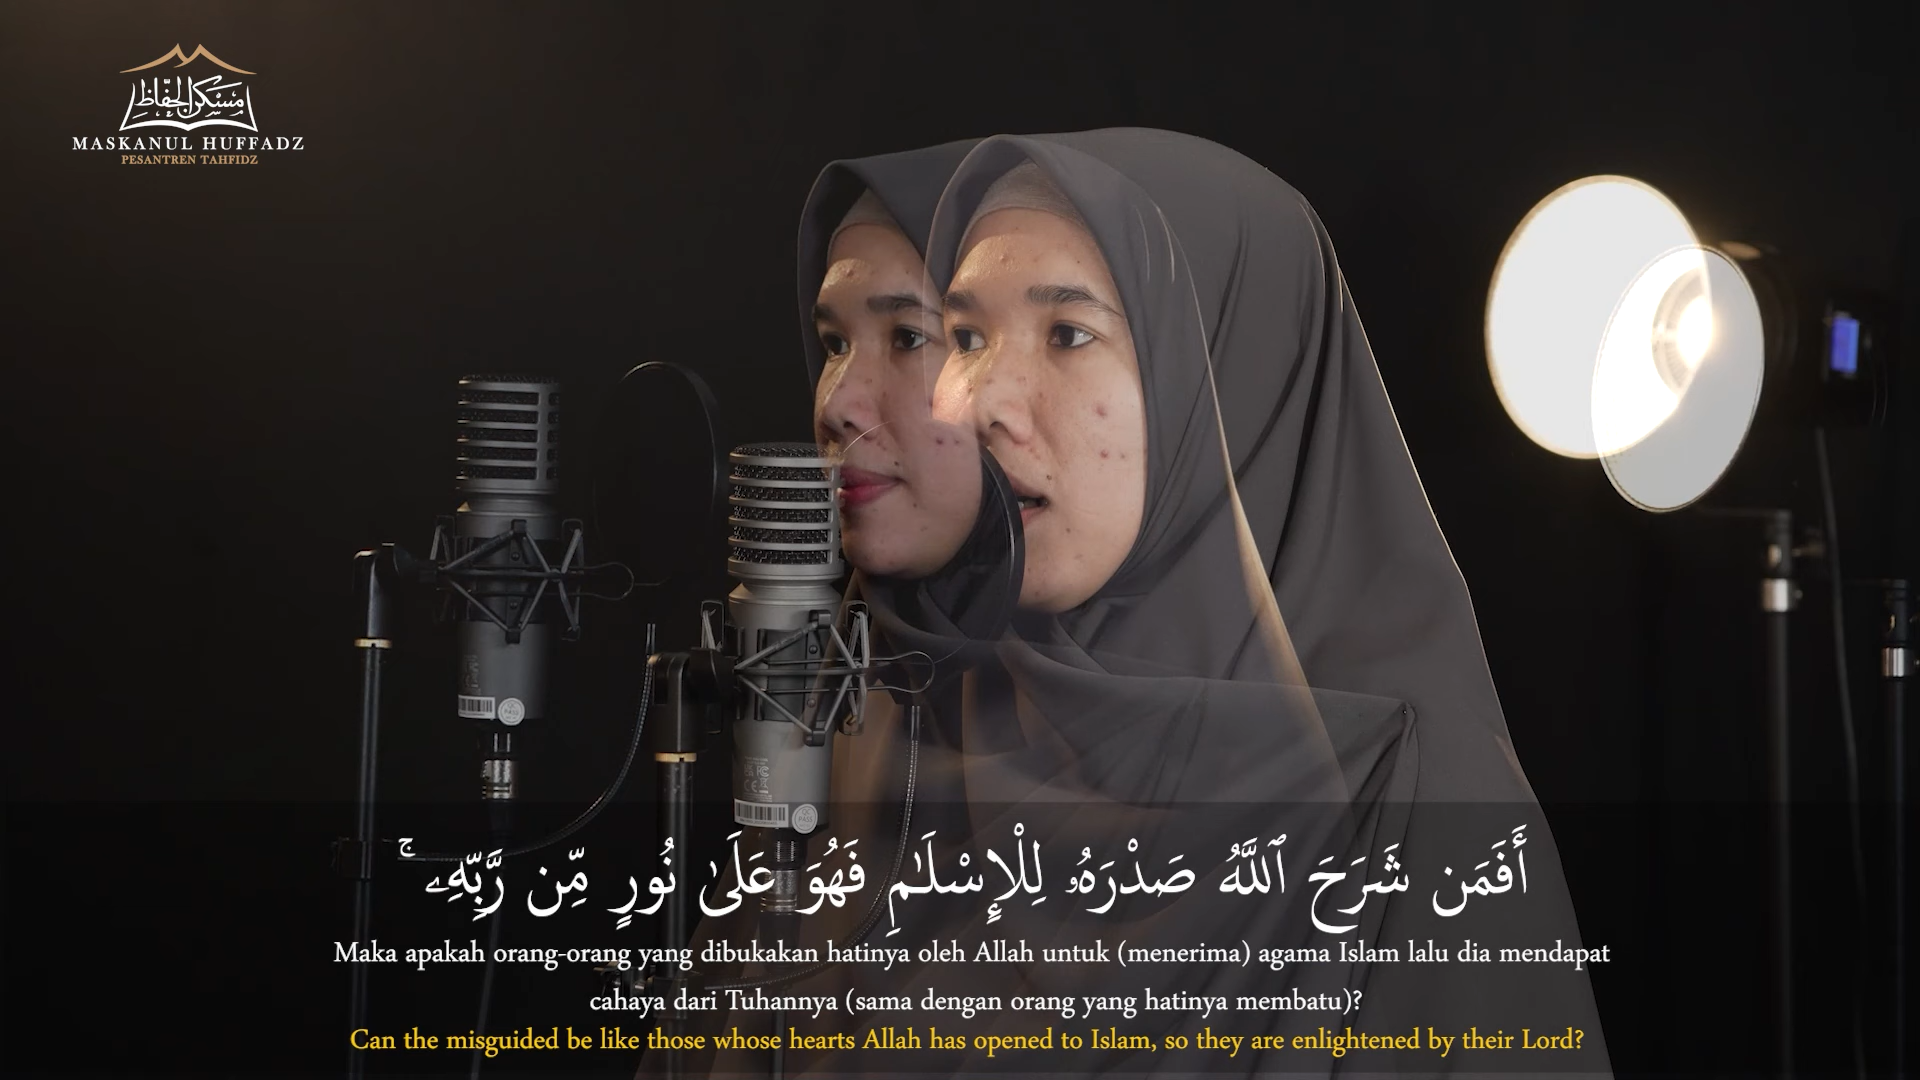 مسكن الحفاظ
MASKANUL HUFFADZ
PESANTREN TAHFIDZ
أَفَمَن شَرَحَ ٱللَّهُ صَدْرَهُۥ لِلْإِسْلَـٰمِ فَهُوَ عَلَىٰ نُورٍ مِّن رَّبِّهِۦ ۚ
Maka apakah orang-orang yang dibukakan hatinya oleh Allah untuk (menerima) agama Islam lalu dia mendapat
cahaya dari Tuhannya (sama dengan orang yang hatinya membatu)?
Can the misguided be like those whose hearts Allah has opened to Islam, so they are enlightened by their Lord?